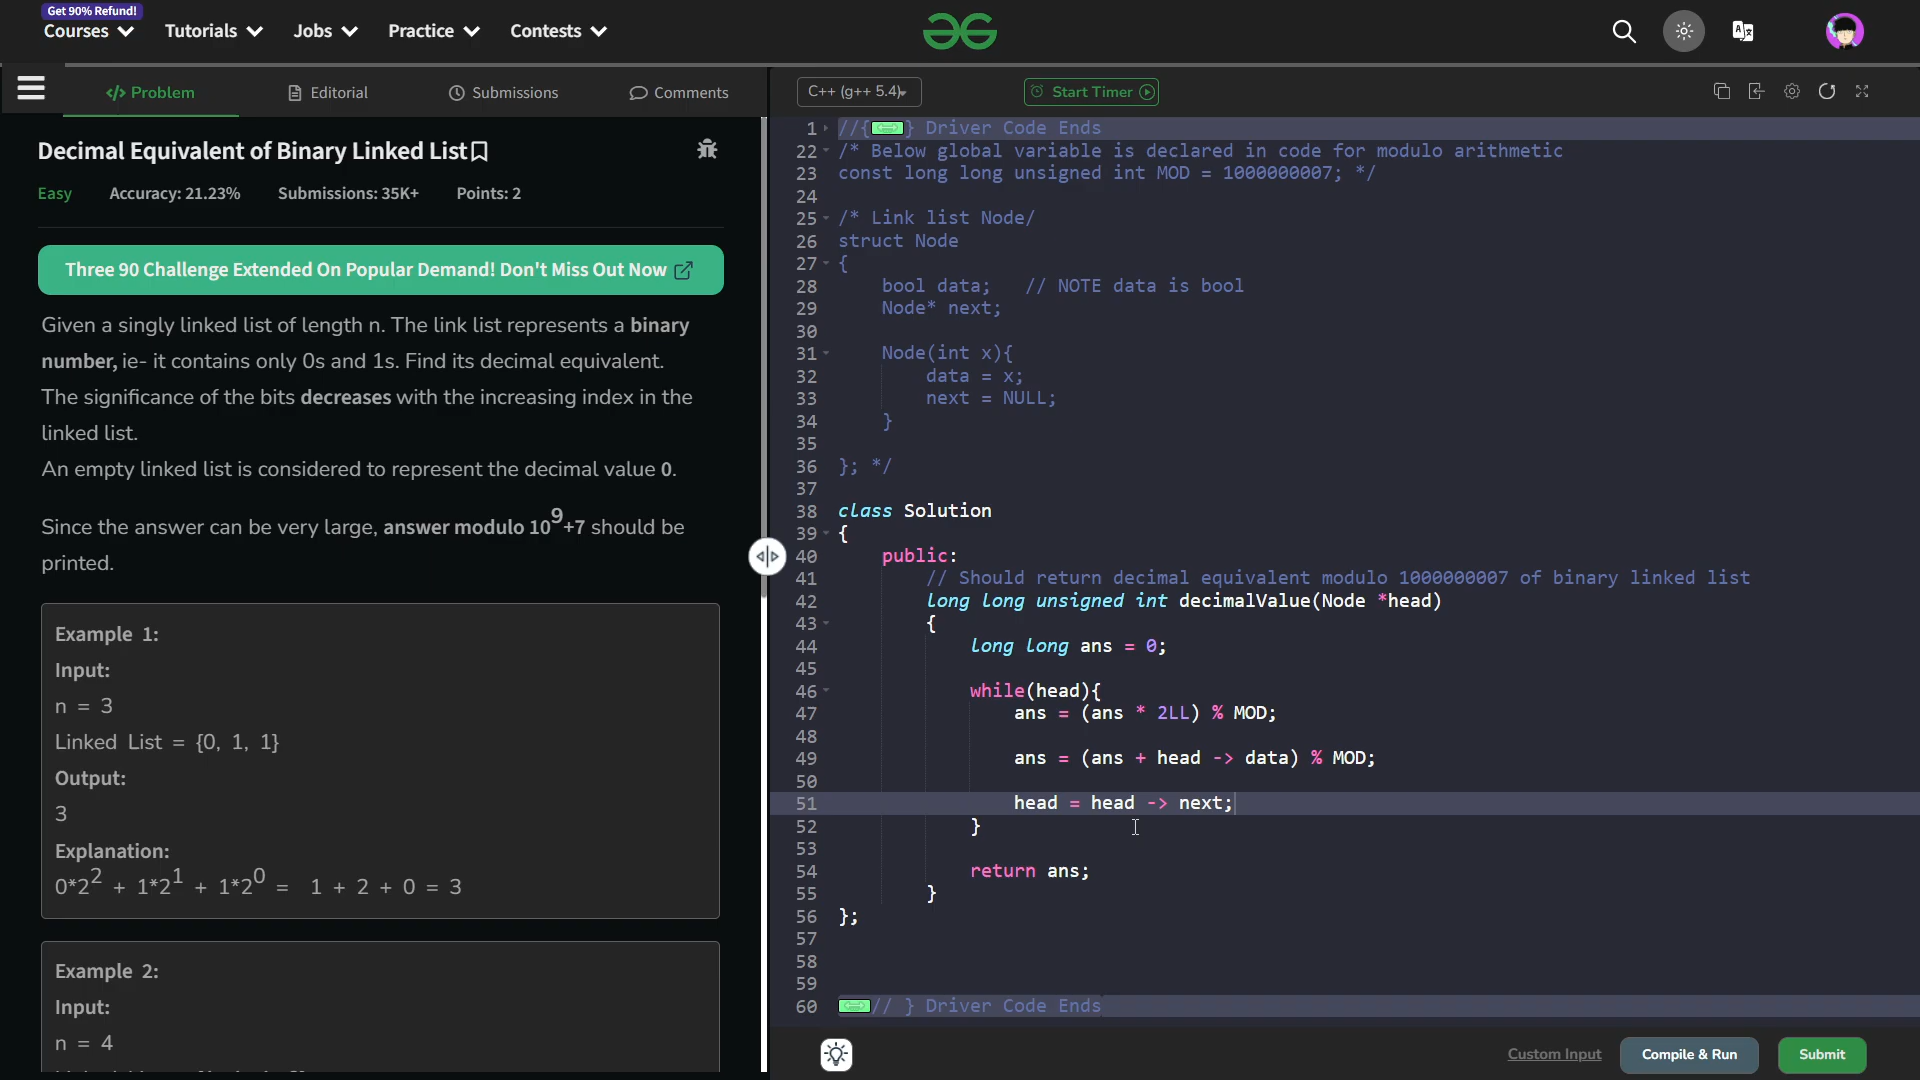 Get 90% Refund!
Courses Tutorials Jobs Practice Contests
Problem Editorial Submissions Comments
Decimal Equivalent of Binary Linked List
Easy Accuracy: 21.23% Submissions: 35K+ Points: 2
Three 90 Challenge Extended On Popular Demand! Don't Miss Out Now
Given a singly linked list of length n. The link list represents a binary
number, ie- it contains only 0s and 1s. Find its decimal equivalent.
The significance of the bits decreases with the increasing index in the
linked list.
An empty linked list is considered to represent the decimal value 0.
Since the answer can be very large, answer modulo 10^9+7 should be
printed.
Example 1:
Input:
n = 3
Linked List = {0, 1, 1}
Output:
3
Explanation:
0*2^2 + 1*2^1 + 1*2^0 = 1 + 2 + 0 = 3
Example 2:
Input:
n = 4
C++ (g++ 5.4) Start Timer
1 //{ } Driver Code Ends
22 /* Below global variable is declared in code for modulo arithmetic
23 const long long unsigned int MOD = 1000000007; */
24
25 /* Link list Node/
26 struct Node
27 {
28 bool data; // NOTE data is bool
29 Node* next;
30
31 Node(int x){
32 data = x;
33 next = NULL;
34 }
35
36 }; */
37
38 class Solution
39 {
40 public:
41 // Should return decimal equivalent modulo 1000000007 of binary linked list
42 long long unsigned int decimalValue(Node *head)
43 {
44 long long ans = 0;
45
46 while(head){
47 ans = (ans * 2LL) % MOD;
48
49 ans = (ans + head -> data) % MOD;
50
51 head = head -> next;
52 }
53
54 return ans;
55 }
56 };
57
58
59
60 // } Driver Code Ends
Custom Input Compile & Run Submit